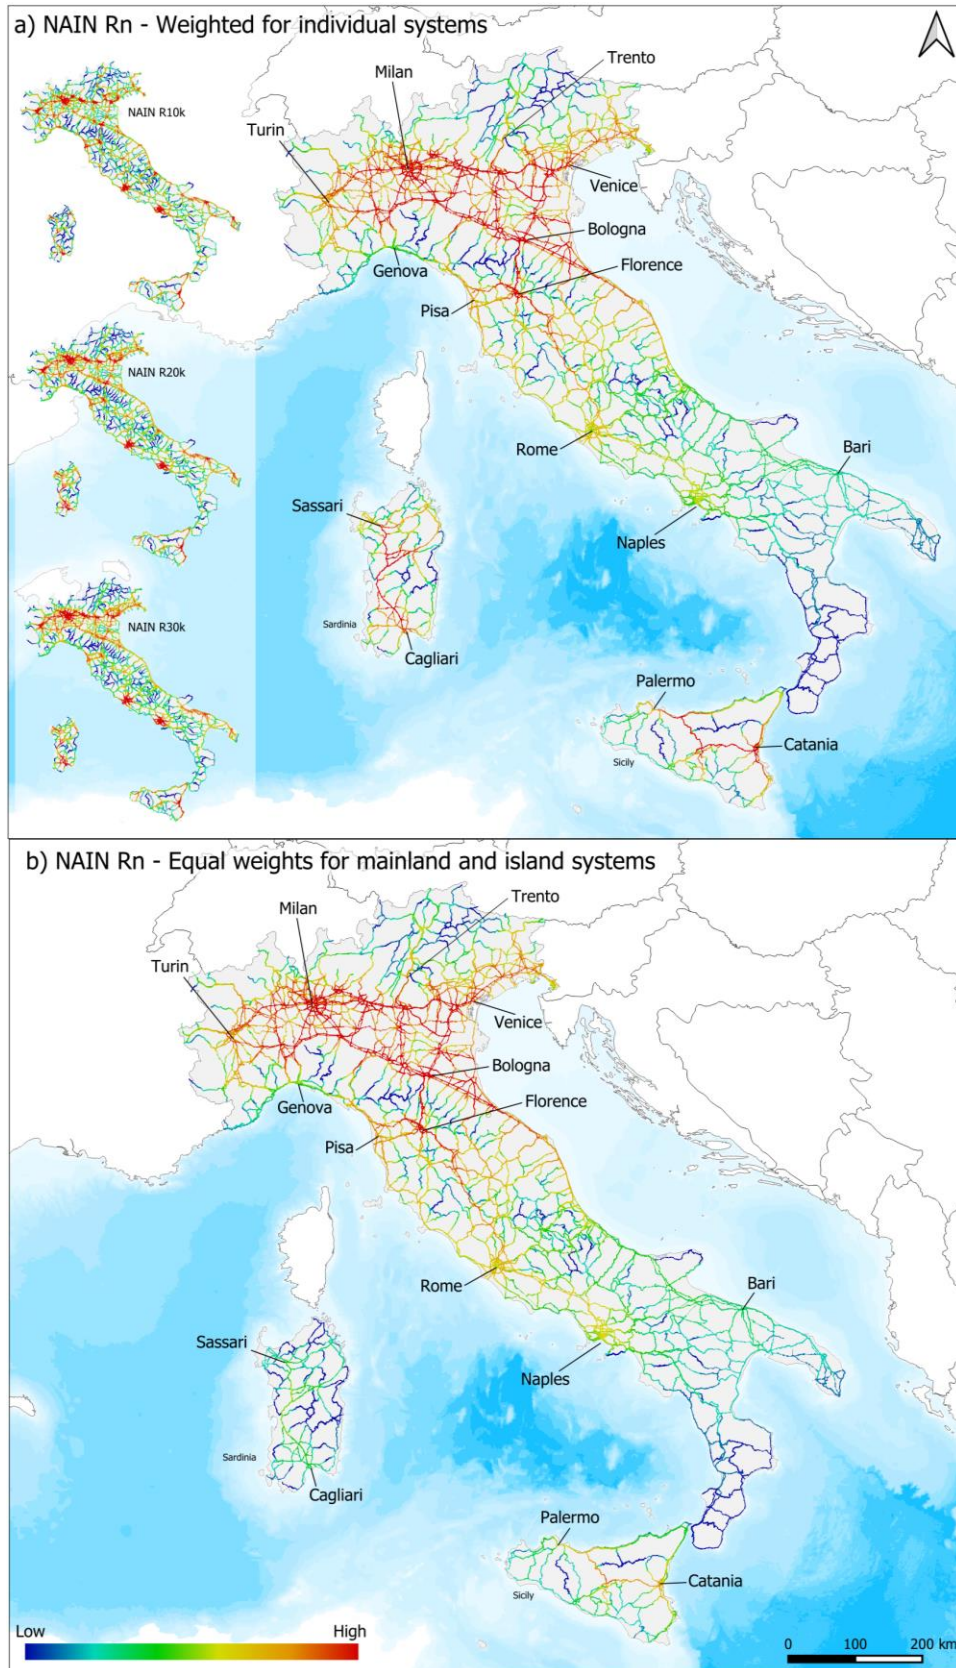 a) NAIN Rn - Weighted for individual systems
Trento
Milan
NAIN R10k
Turin
Venice
Bologna
Genova
Florence
Pisa
NAIN R20k
Rome
Bari
Sassari
Naples
NAIN R30k
Sardinia
Cagliari
Palermo
Catania
Sicily
b) NAIN Rn - Equal weights for mainland and island systems
Trento
Milan
Turin
Venice
Bologna
Genova
Florence
Pisa
Rome
Bari
Sassari
Naples
Sardinia
Cagliari
Palermo
Catania
Sicily
Low High
0 100 200 km